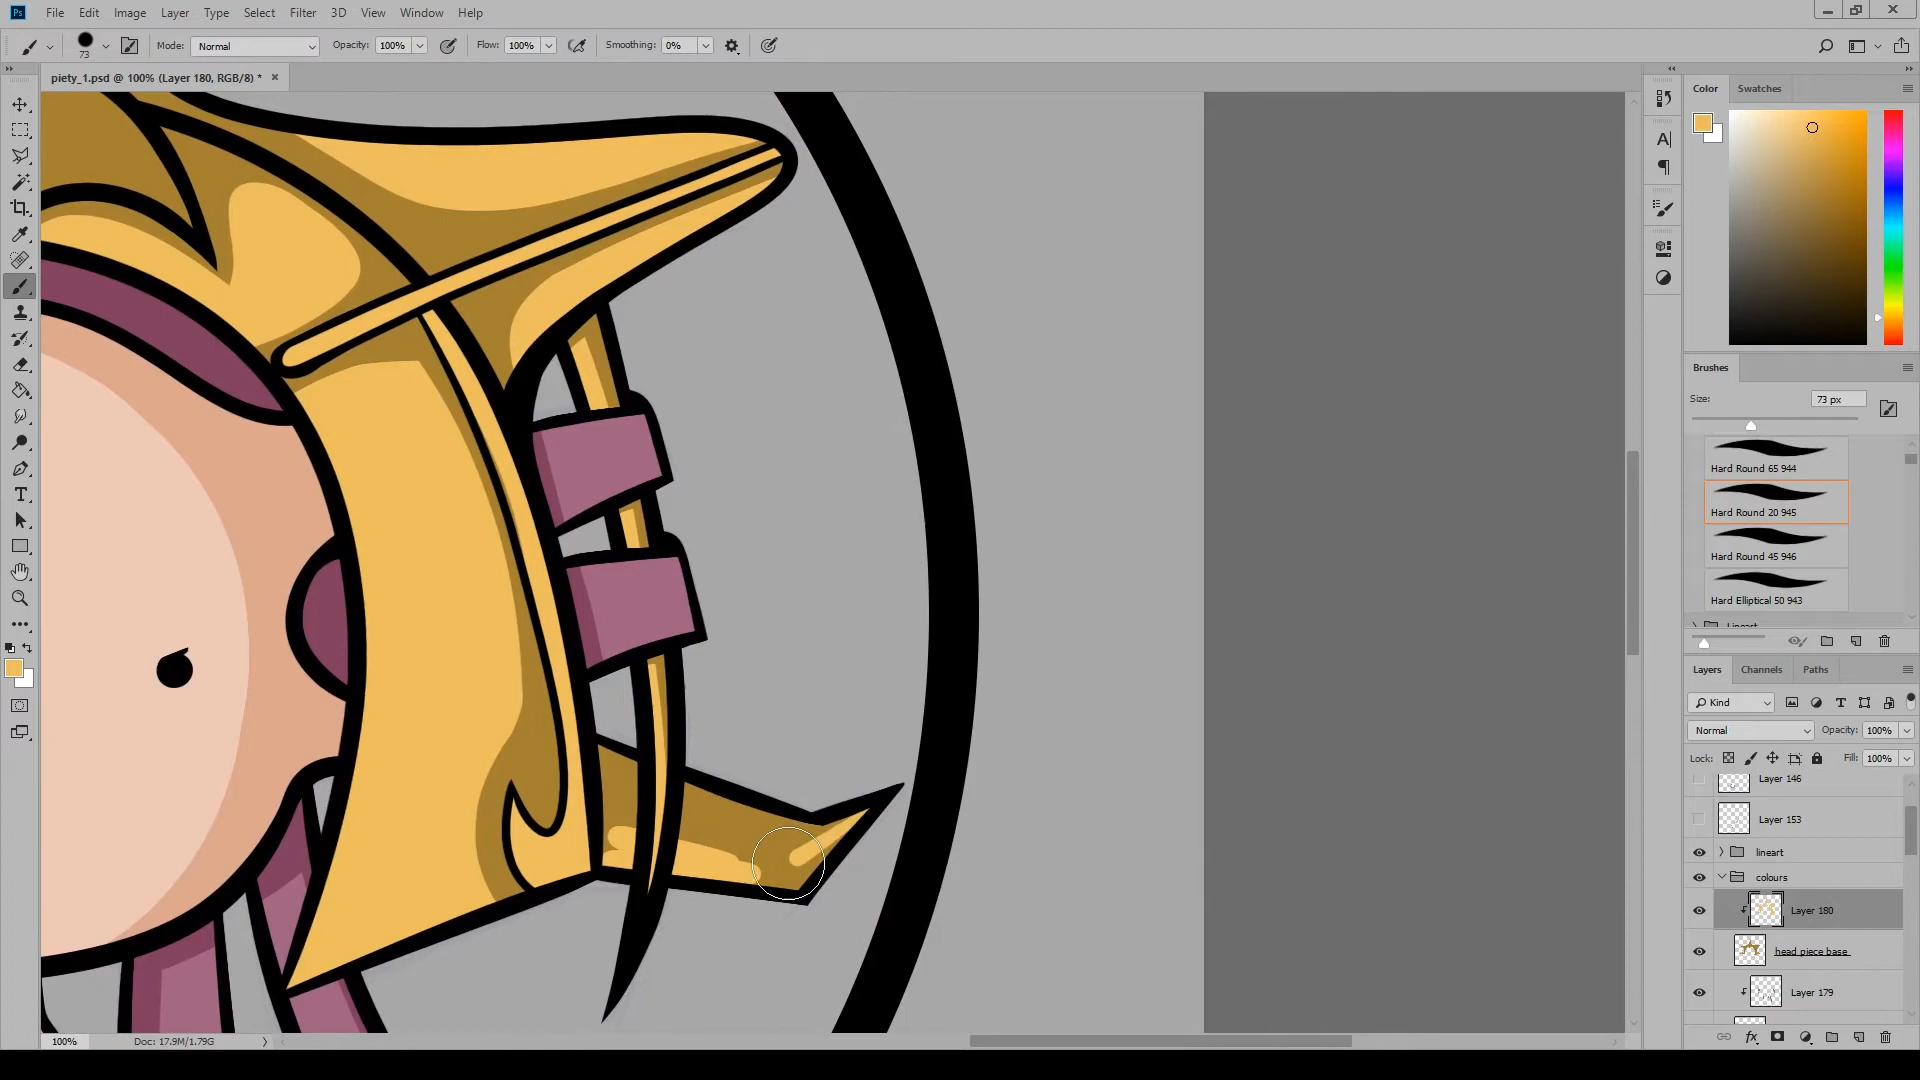 Ps File Edit Image Layer Type Select Filter 3D View Window Help
73 Mode: Normal Opacity: 100% Flow: 100% Smoothing: 0%
piety_1.psd @ 100% (Layer 180, RGB/8) *
Color Swatches
Brushes
Size: 73 px
Hard Round 65 944
Hard Round 20 945
Hard Round 45 946
Hard Elliptical 50 943
Lineart
Layers Channels Paths
Kind
Normal Opacity: 100%
Lock: Fill: 100%
Layer 146
Layer 153
lineart
colours
Layer 180
head piece base
Layer 179
100% Doc: 17.9M/1.79G